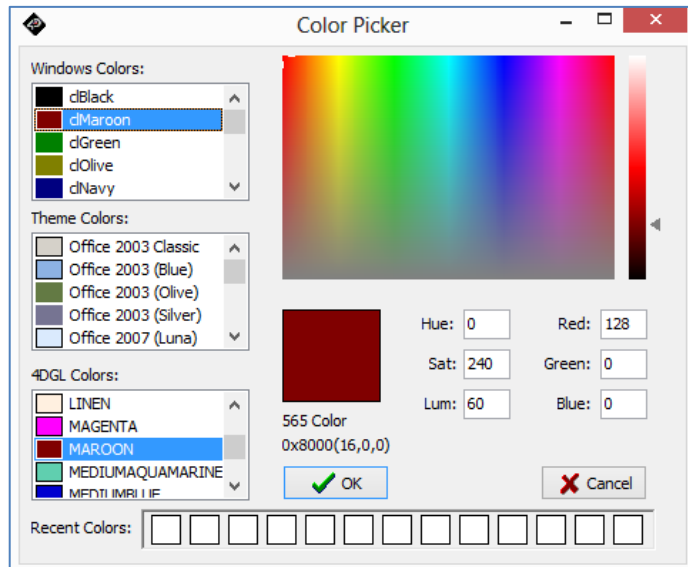 Color Picker
Windows Colors:
clBlack
clMaroon
clGreen
clOlive
clNavy
Theme Colors:
Office 2003 Classic
Office 2003 (Blue)
Office 2003 (Olive)
Office 2003 (Silver)
Office 2007 (Luna)
4DGL Colors:
LINEN
MAGENTA
MAROON
MEDIUMAQUAMARINE
MEDIUMBLUE
Hue: 0 Red: 128
Sat: 240 Green: 0
Lum: 60 Blue: 0
565 Color
0x8000(16,0,0)
OK Cancel
Recent Colors: